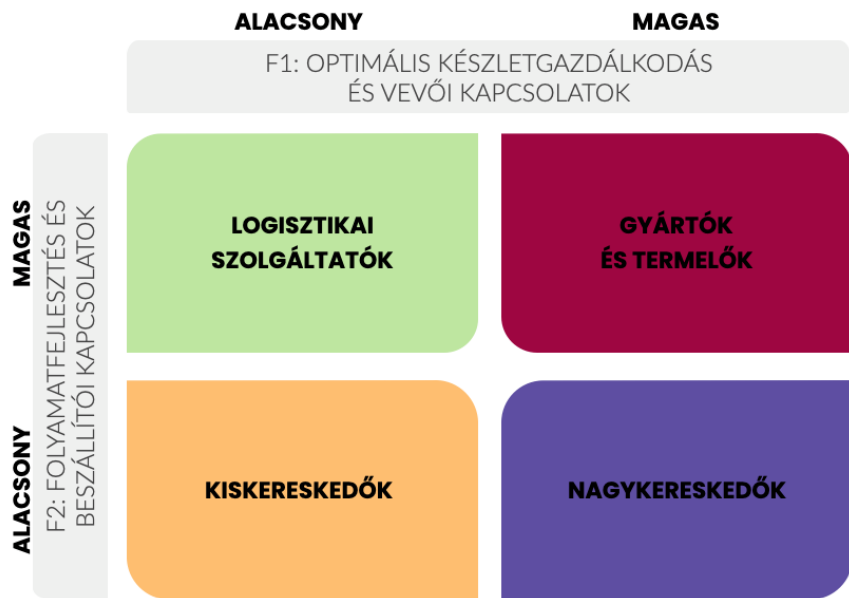 ALACSONY
MAGAS
F1: OPTIMÁLIS KÉSZLETGAZDÁLKODÁS
ÉS VEVŐI KAPCSOLATOK
MAGAS
ALACSONY
F2: FOLYAMATFEJLESZTÉS ÉS
BESZÁLLÍTÓI KAPCSOLATOK
LOGISZTIKAI
SZOLGÁLTATÓK
GYÁRTÓK
ÉS TERMELŐK
KISKERESKEDŐK
NAGYKERESKEDŐK